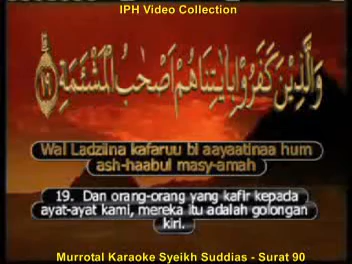 IPH Video Collection
وَالَّذِينَ كَفَرُوا بِآيَاتِنَا هُمْ أَصْحَابُ الْمَشْأَمَةِ ١٩
Wal Ladziina kafaruu bi aayaatinaa hum
ash-haabul masy-amah
19. Dan orang-orang yang kafir kepada
ayat-ayat kami, mereka itu adalah golongan
kiri.
Murrotal Karaoke Syeikh Suddias - Surat 90